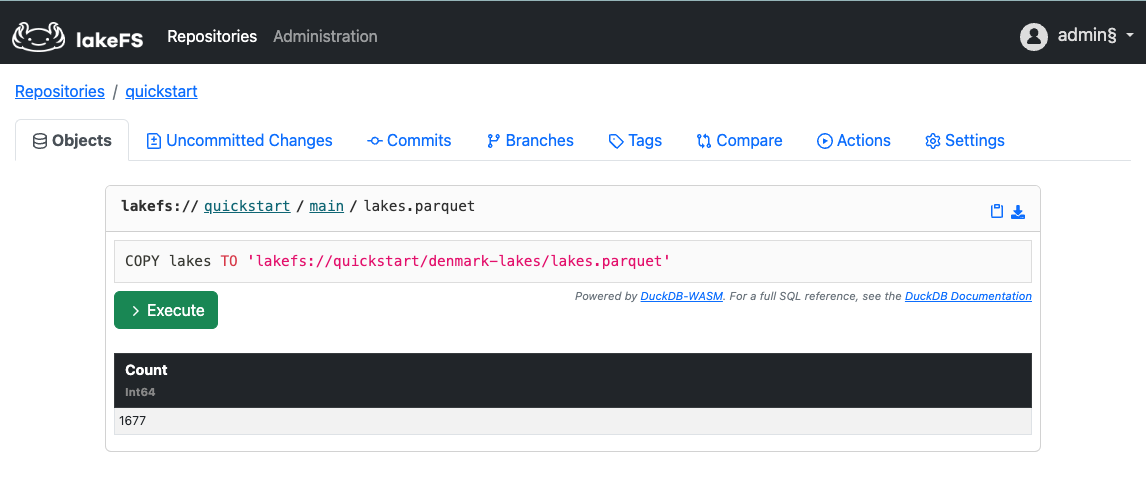 lakeFS Repositories Administration admin§
Repositories / quickstart
Objects Uncommitted Changes Commits Branches Tags Compare Actions Settings
lakefs:// quickstart / main / lakes.parquet
COPY lakes TO 'lakefs://quickstart/denmark-lakes/lakes.parquet'
Powered by DuckDB-WASM. For a full SQL reference, see the DuckDB Documentation
Execute
Count
Int64
1677